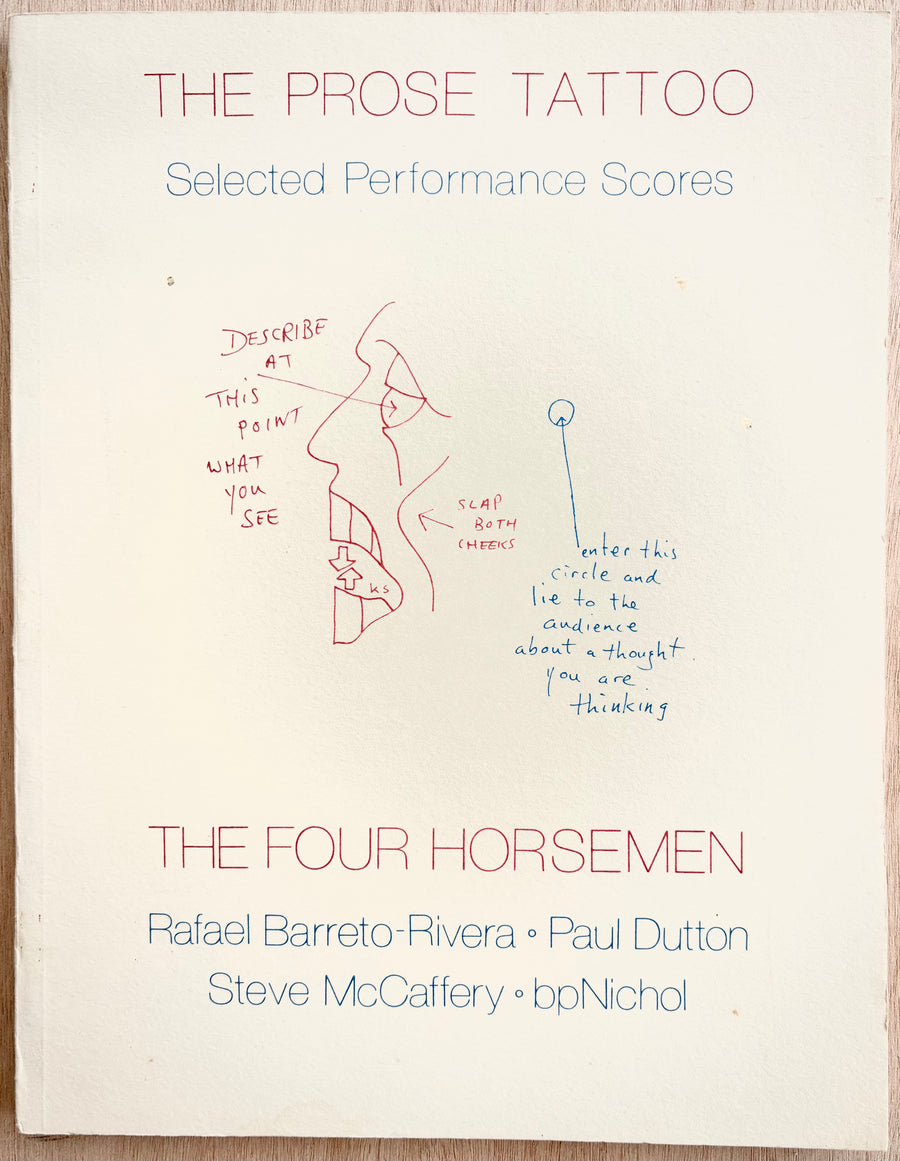 THE PROSE TATTOO
Selected Performance Scores
DESCRIBE
AT
THIS
POINT
WHAT
YOU
SEE
SLAP
BOTH
CHEEKS
KS
enter this
circle and
lie to the
audience
about a thought
you are
thinking
THE FOUR HORSEMEN
Rafael Barreto-Rivera ∘ Paul Dutton
Steve McCaffery ∘ bpNichol